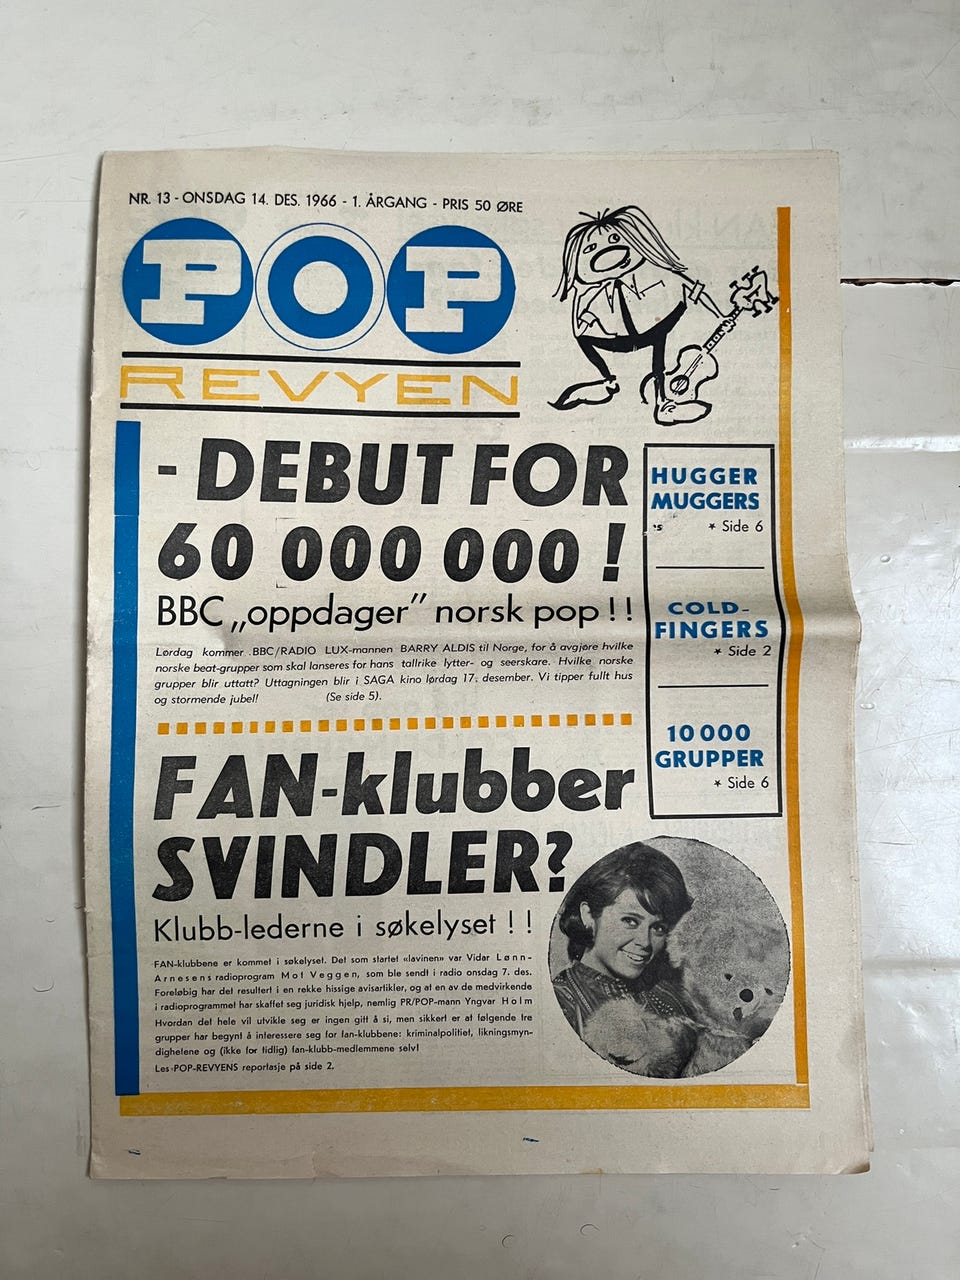 NR. 13 - ONSDAG 14. DES. 1966 - 1. ÅRGANG - PRIS 50 ØRE
POP
REVYEN
- DEBUT FOR
60 000 000 !
BBC „oppdager” norsk pop ! !
Lørdag kommer BBC/RADIO LUX-mannen BARRY ALDIS til Norge, for å avgjøre hvilke
norske beat-grupper som skal lanseres for hans tallrike lytter- og seerskare. Hvilke norske
grupper blir uttatt? Uttagningen blir i SAGA kino lørdag 17. desember. Vi tipper fullt hus
og stormende jubel! (Se side 5).
HUGGER
MUGGERS
's * Side 6
COLD-
FINGERS
* Side 2
10 000
GRUPPER
* Side 6
FAN-klubber
SVINDLER?
Klubb-lederne i søkelyset ! !
FAN-klubbene er kommet i søkelyset. Det som startet «lavinen» var Vidar Lønn-
Arnesens radioprogram Mot Veggen, som ble sendt i radio onsdag 7. des.
Foreløbig har det resultert i en rekke hissige avisartikler, og at en av de medvirkende
i radioprogrammet har skaffet seg juridisk hjelp, nemlig PR/POP-mann Yngvar Holm
Hvordan det hele vil utvikle seg er ingen gitt å si, men sikkert er at følgende tre
grupper har begynt å interessere seg for fan-klubbene: kriminalpolitiet, likningsmyn-
dighetene og (ikke for tidlig) fan-klubb-medlemmene selv!
Les POP-REVYENS reportasje på side 2.